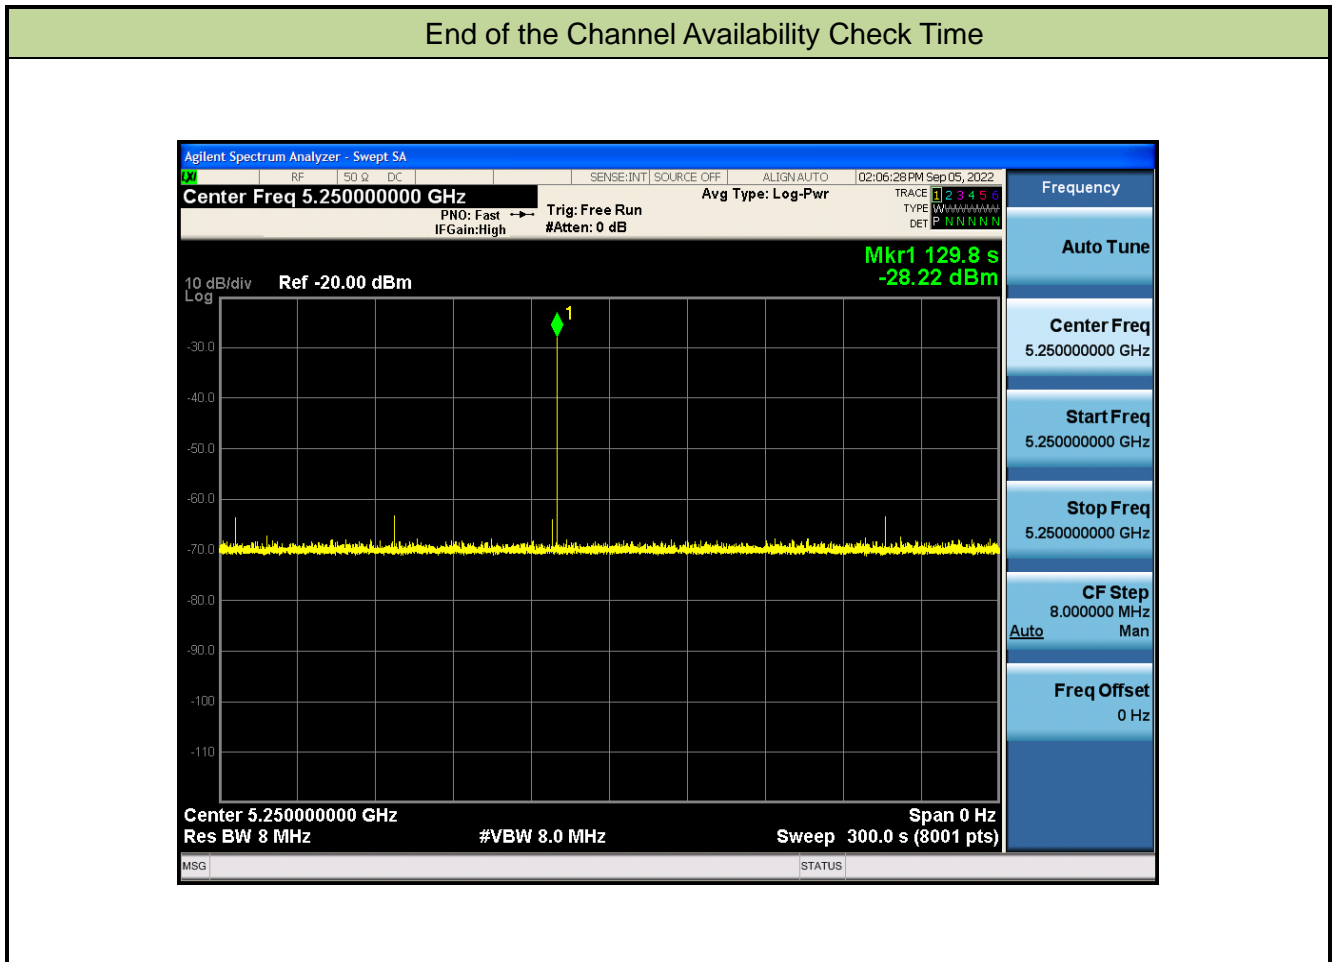 End of the Channel Availability Check Time
Agilent Spectrum Analyzer - Swept SA
LXI RF 50 Ω DC SENSE:INT SOURCE OFF ALIGN AUTO 02:06:28 PM Sep 05, 2022
Center Freq 5.250000000 GHz
PNO: Fast
IFGain:High
Trig: Free Run
#Atten: 0 dB
Avg Type: Log-Pwr
TRACE 1 2 3 4 5 6
TYPE W
DET P N N N N N
Mkr1 129.8 s
-28.22 dBm
10 dB/div Ref -20.00 dBm
Log
1
-30.0
-40.0
-50.0
-60.0
-70.0
-80.0
-90.0
-100
-110
Center 5.250000000 GHz Span 0 Hz
Res BW 8 MHz #VBW 8.0 MHz Sweep 300.0 s (8001 pts)
MSG STATUS
Frequency
Auto Tune
Center Freq
5.250000000 GHz
Start Freq
5.250000000 GHz
Stop Freq
5.250000000 GHz
CF Step
8.000000 MHz
Auto Man
Freq Offset
0 Hz